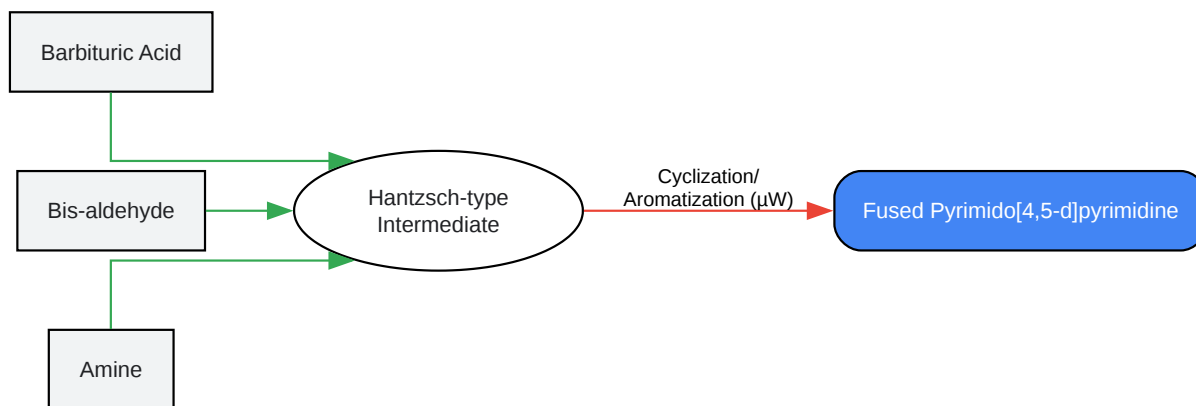 Barbituric Acid
Bis-aldehyde
Amine
Hantzsch-type
Intermediate
Cyclization/
Aromatization (µW)
Fused Pyrimido[4,5-d]pyrimidine